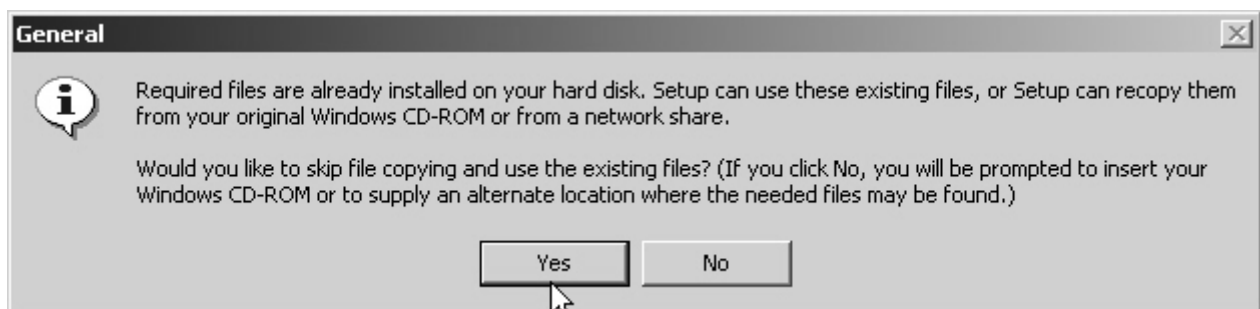 General
Required files are already installed on your hard disk. Setup can use these existing files, or Setup can recopy them
from your original Windows CD-ROM or from a network share.
Would you like to skip file copying and use the existing files? (If you click No, you will be prompted to insert your
Windows CD-ROM or to supply an alternate location where the needed files may be found.)
Yes No